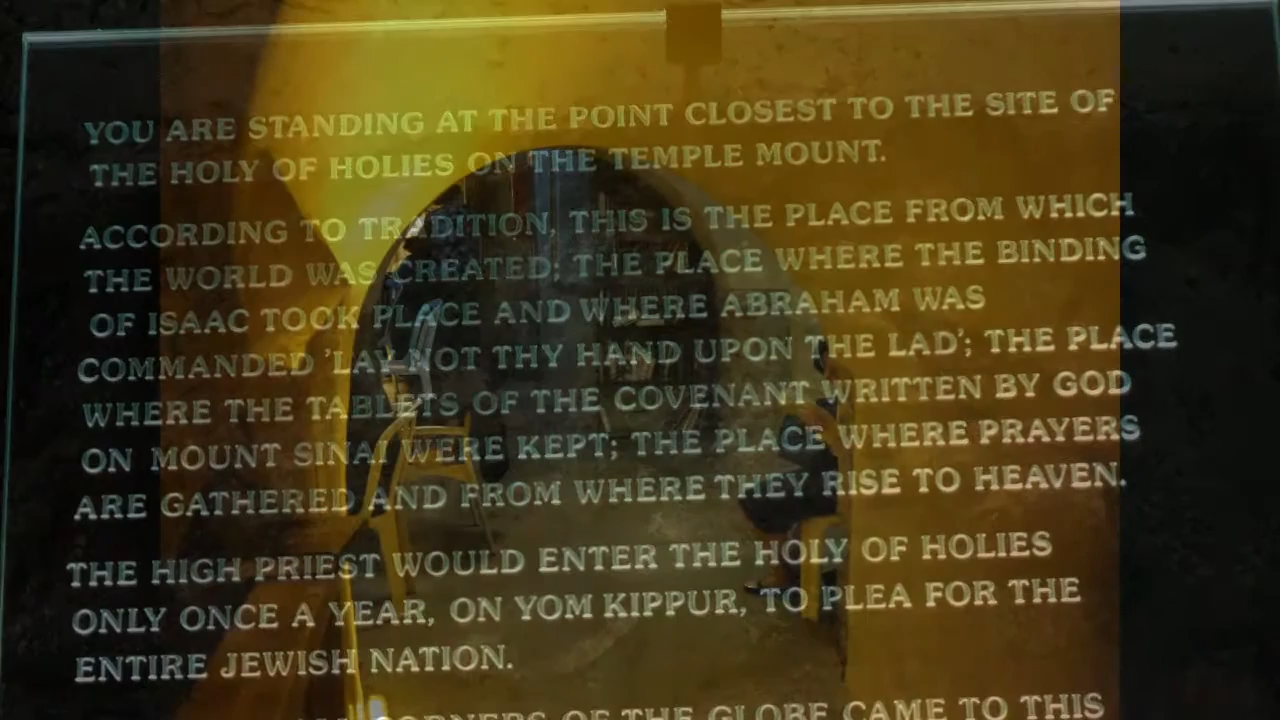 YOU ARE STANDING AT THE POINT CLOSEST TO THE SITE OF
THE HOLY OF HOLIES ON THE TEMPLE MOUNT.
ACCORDING TO TRADITION, THIS IS THE PLACE FROM WHICH
THE WORLD WAS CREATED; THE PLACE WHERE THE BINDING
OF ISAAC TOOK PLACE AND WHERE ABRAHAM WAS
COMMANDED 'LAY NOT THY HAND UPON THE LAD'; THE PLACE
WHERE THE TABLETS OF THE COVENANT WRITTEN BY GOD
ON MOUNT SINAI WERE KEPT; THE PLACE WHERE PRAYERS
ARE GATHERED AND FROM WHERE THEY RISE TO HEAVEN.
THE HIGH PRIEST WOULD ENTER THE HOLY OF HOLIES
ONLY ONCE A YEAR, ON YOM KIPPUR, TO PLEA FOR THE
ENTIRE JEWISH NATION.
CORNERS OF THE GLOBE CAME TO THIS